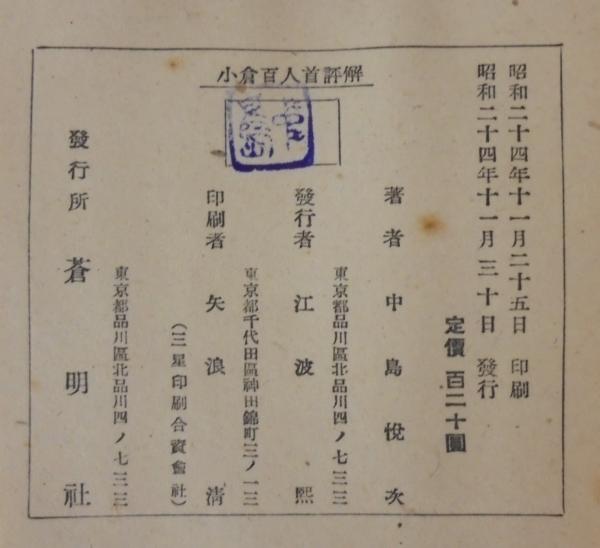 小倉百人首評解
昭和二十四年十一月二十五日 印刷
昭和二十四年十一月三十日 發行
定價 百二十圓
著者 中島悅次
東京都品川區北品川四ノ七三三
發行者 江波熙
東京都千代田區神田錦町三ノ一三
印刷者 矢浪清
(三星印刷合資會社)
東京都品川區北品川四ノ七三三
發行所 蒼明社